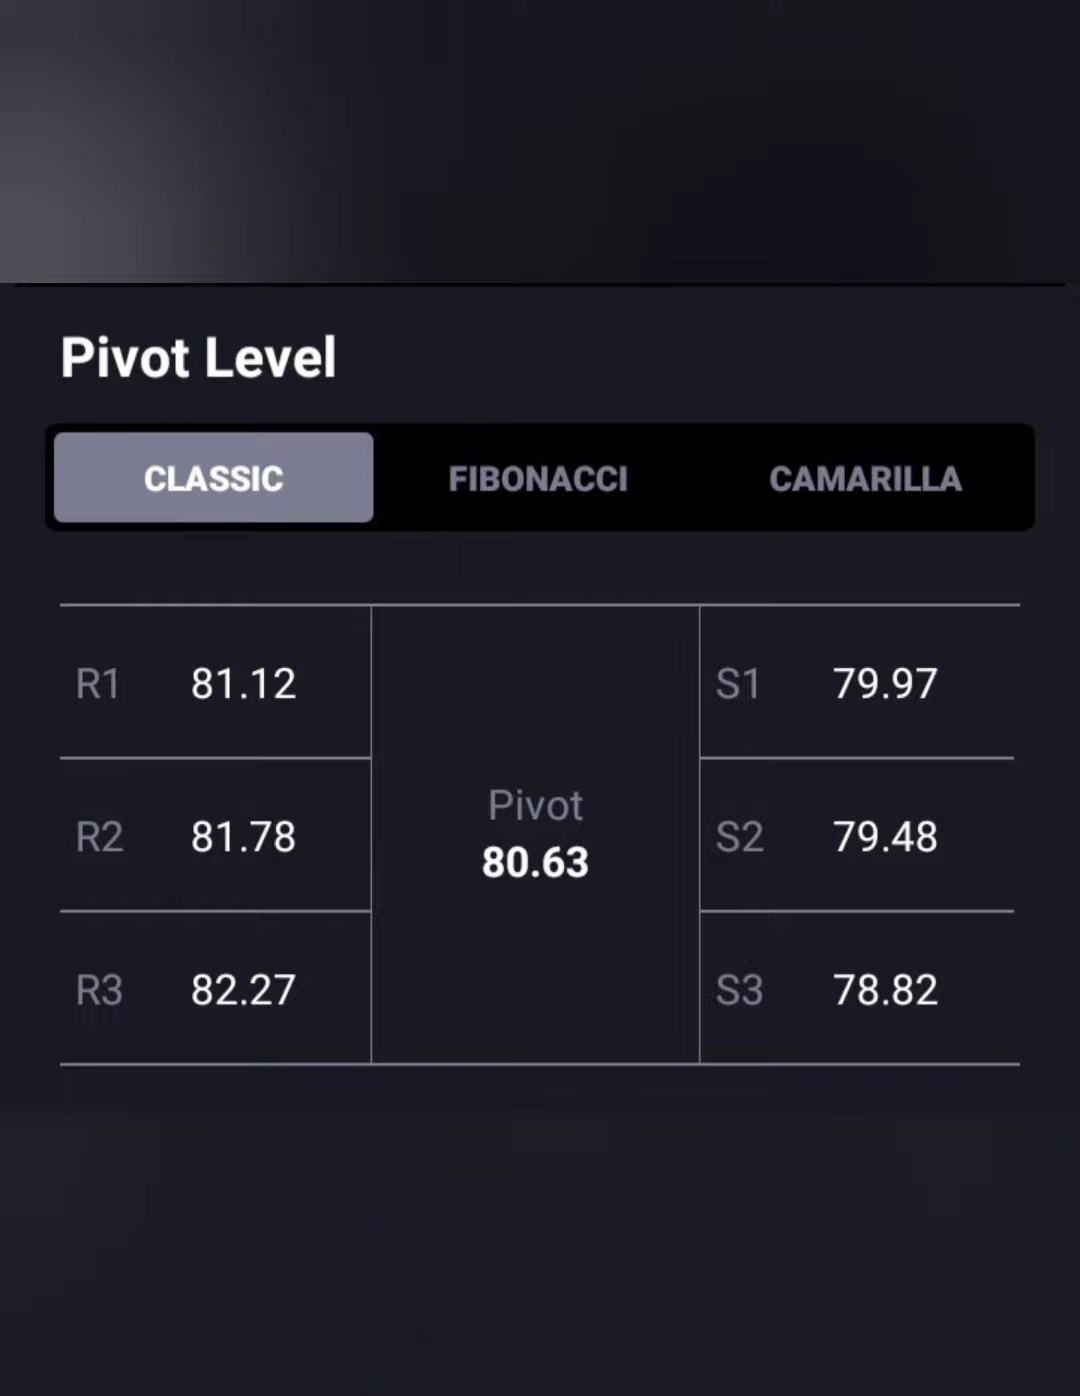 Pivot Level
CLASSIC FIBONACCI CAMARILLA
R1 81.12 S1 79.97
Pivot
R2 81.78 S2 79.48
80.63
R3 82.27 S3 78.82